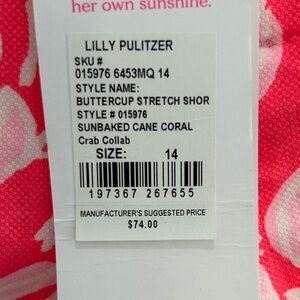 her own sunshine.
LILLY PULITZER
SKU #
015976 6453MQ 14
STYLE NAME:
BUTTERCUP STRETCH SHOR
STYLE # 015976
SUNBAKED CANE CORAL
Crab Collab
SIZE: 14
197367 267655
MANUFACTURER'S SUGGESTED PRICE
$74.00